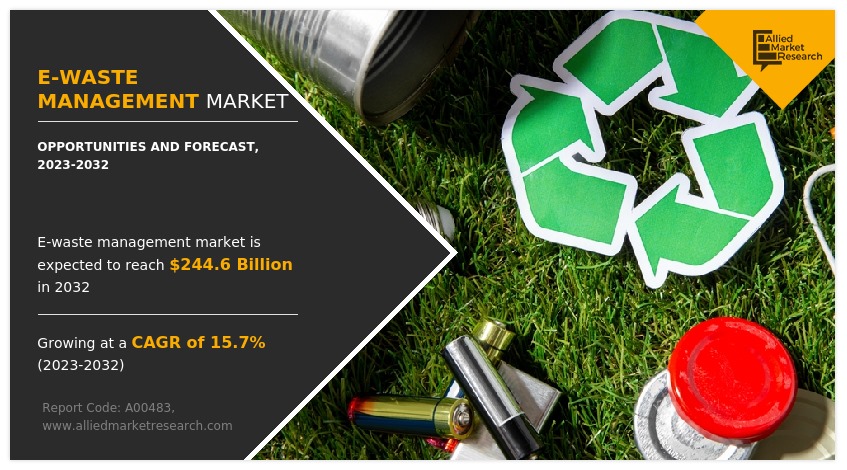 E-WASTE
MANAGEMENT MARKET
OPPORTUNITIES AND FORECAST,
2023-2032
E-waste management market is
expected to reach $244.6 Billion
in 2032
Growing at a CAGR of 15.7%
(2023-2032)
Report Code: A00483,
www.alliedmarketresearch.com
Allied
Market
Research